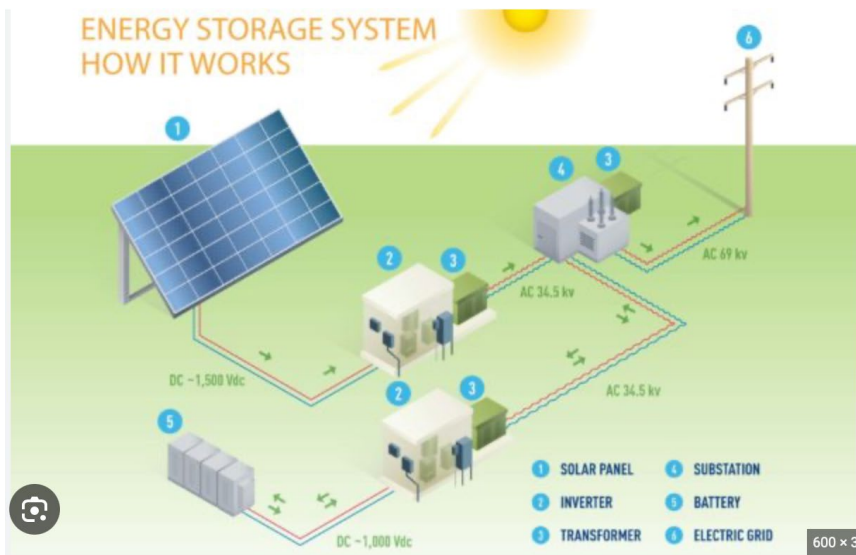 ENERGY STORAGE SYSTEM
HOW IT WORKS
6
1
4
3
2
3
AC 69 kv
AC 34.5 kv
DC ~1,500 Vdc
2
3
AC 34.5 kv
5
1 SOLAR PANEL
4 SUBSTATION
2 INVERTER
5 BATTERY
3 TRANSFORMER
6 ELECTRIC GRID
DC ~1,000 Vdc
600 ×